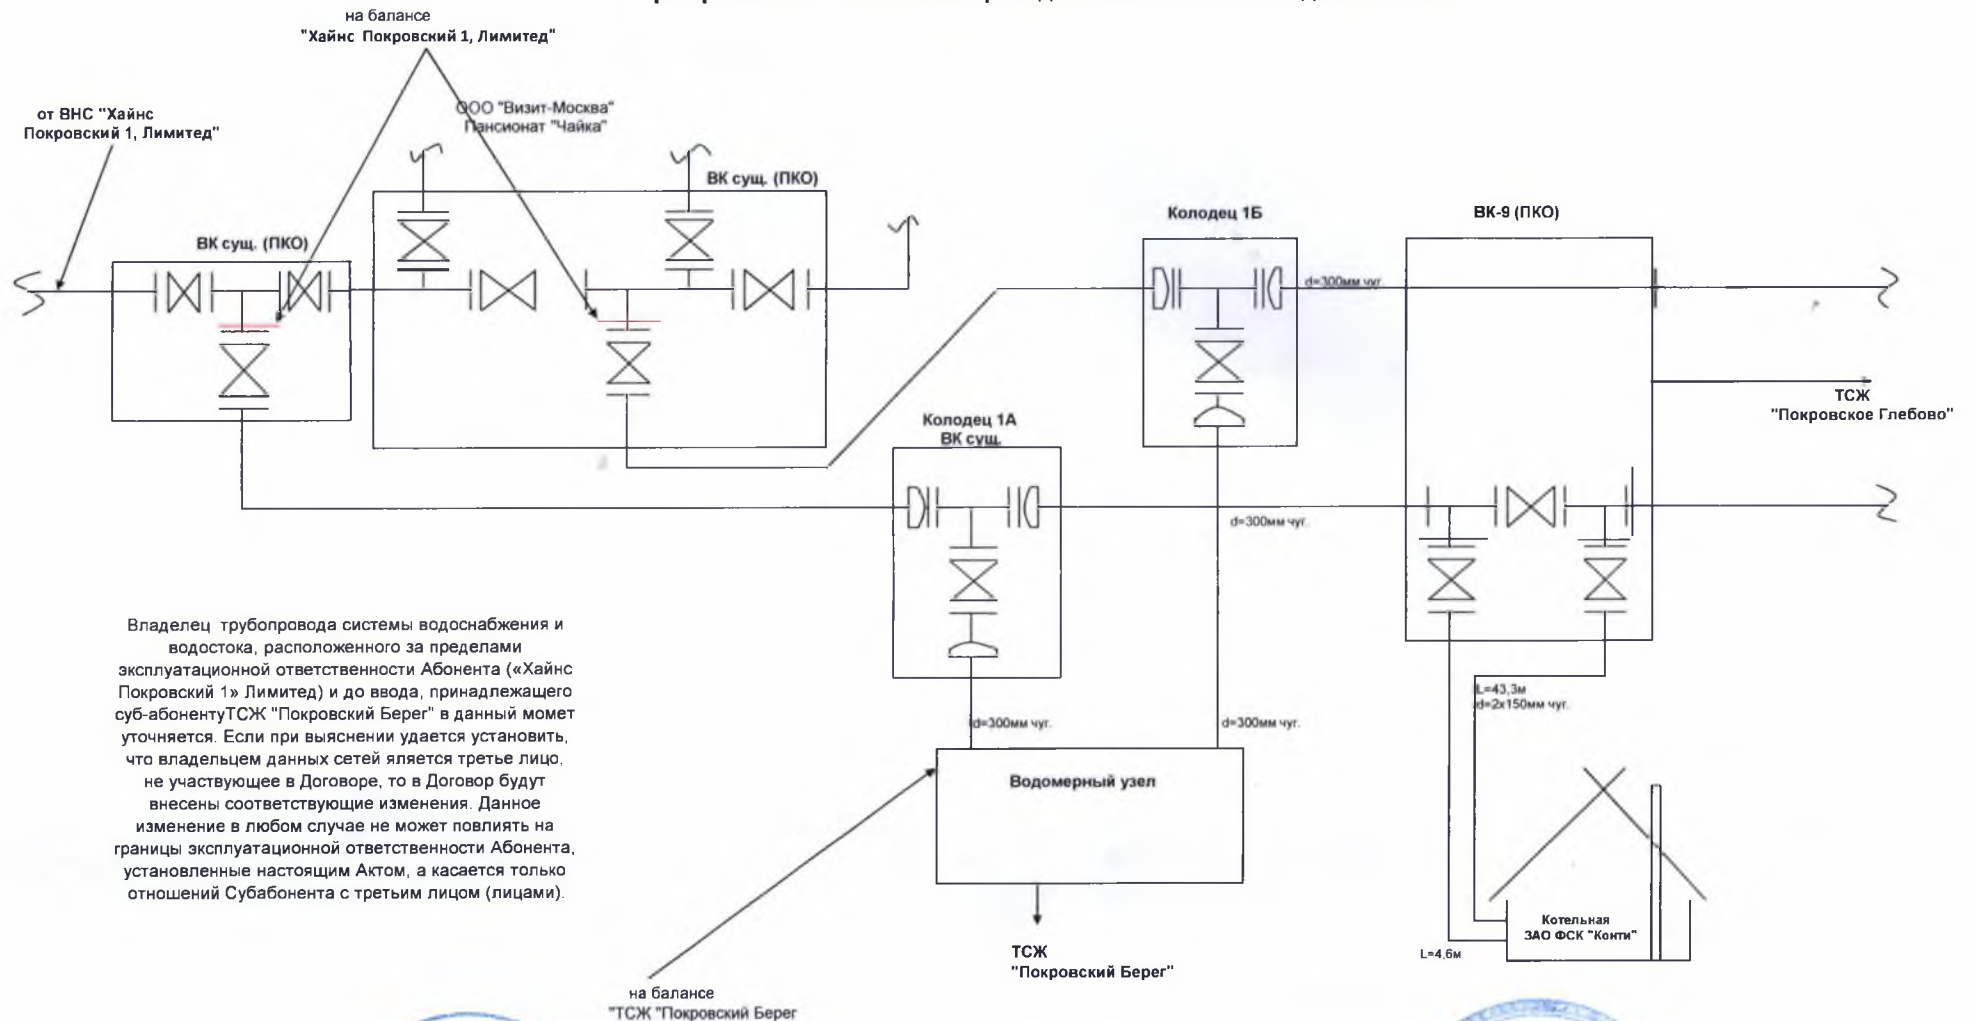 на балансе
"Хайнс Покровский 1, Лимитед"
от ВНС "Хайнс
Покровский 1, Лимитед"
ООО "Визит-Москва"
Пансионат "Чайка"
ВК сущ. (ПКО)
ВК сущ. (ПКО)
Колодец 1Б
ВК-9 (ПКО)
d=300мм чуг.
ТСЖ
"Покровское Глебово"
Колодец 1А
ВК сущ.
d=300мм чуг.
Владелец трубопровода системы водоснабжения и
водостока, расположенного за пределами
эксплуатационной ответственности Абонента («Хайнс
Покровский 1» Лимитед) и до ввода, принадлежащего
суб-абонентуТСЖ "Покровский Берег" в данный момет
уточняется. Если при выяснении удается установить,
что владельцем данных сетей яляется третье лицо,
не участвующее в Договоре, то в Договор будут
внесены соответствующие изменения. Данное
изменение в любом случае не может повлиять на
границы эксплуатационной ответственности Абонента,
установленные настоящим Актом, а касается только
отношений Субабонента с третьим лицом (лицами).
L=43,3м
d=2x150мм чуг.
d=300мм чуг.
d=300мм чуг.
Водомерный узел
Котельная
ЗАО ФСК "Конти"
L=4,6м
ТСЖ
"Покровский Берег"
на балансе
"ТСЖ "Покровский Берег